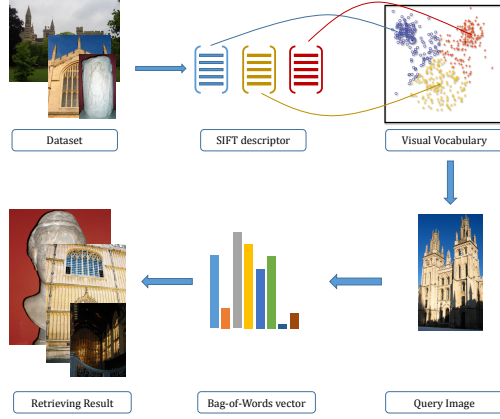 Dataset
SIFT descriptor
Visual Vocabulary
Retrieving Result
Bag-of-Words vector
Query Image